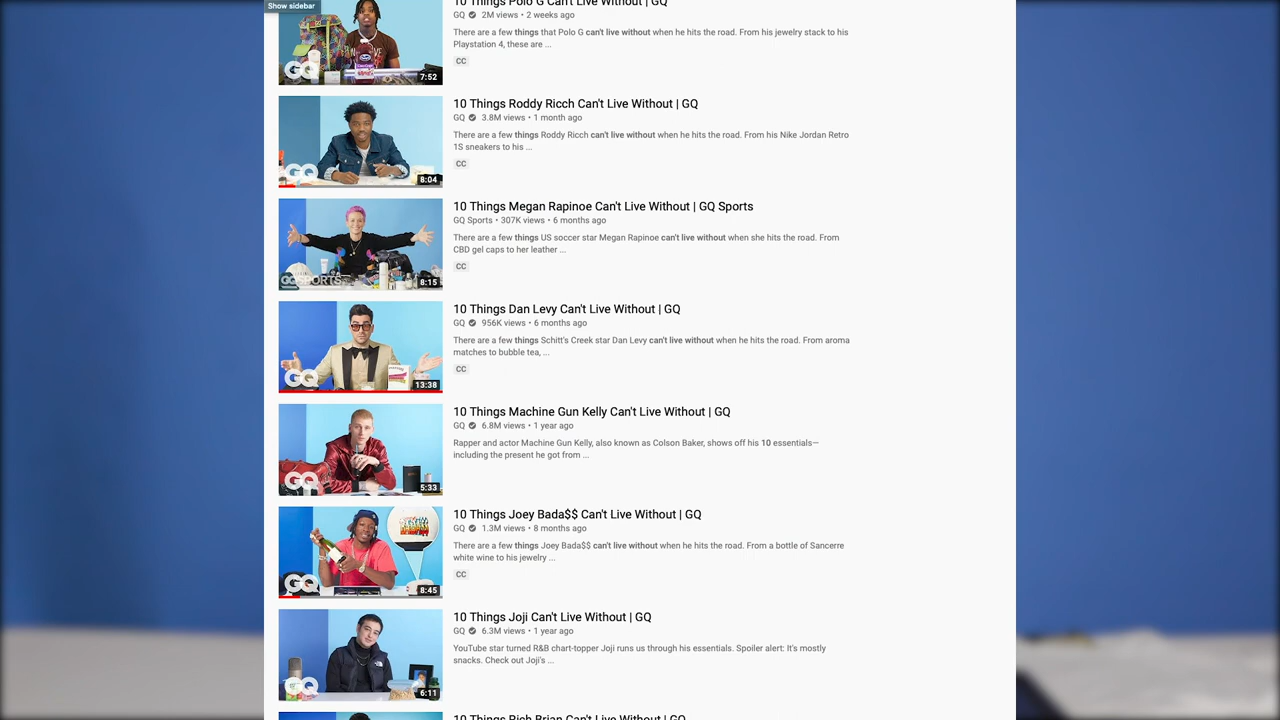 Show sidebar
10 Things Polo G Can't Live Without | GQ
GQ 2M views • 2 weeks ago
There are a few things that Polo G can't live without when he hits the road. From his jewelry stack to his
Playstation 4, these are ...
CC
GQ
7:52
10 Things Roddy Ricch Can't Live Without | GQ
GQ 3.8M views • 1 month ago
There are a few things Roddy Ricch can't live without when he hits the road. From his Nike Jordan Retro
1S sneakers to his ...
CC
GQ
8:04
10 Things Megan Rapinoe Can't Live Without | GQ Sports
GQ Sports • 307K views • 6 months ago
There are a few things US soccer star Megan Rapinoe can't live without when she hits the road. From
CBD gel caps to her leather ...
CC
GQ SPORTS
8:15
10 Things Dan Levy Can't Live Without | GQ
GQ 956K views • 6 months ago
There are a few things Schitt's Creek star Dan Levy can't live without when he hits the road. From aroma
matches to bubble tea, ...
CC
GQ
13:38
10 Things Machine Gun Kelly Can't Live Without | GQ
GQ 6.8M views • 1 year ago
Rapper and actor Machine Gun Kelly, also known as Colson Baker, shows off his 10 essentials—
including the present he got from ...
GQ
5:33
10 Things Joey Bada$$ Can't Live Without | GQ
GQ 1.3M views • 8 months ago
There are a few things Joey Bada$$ can't live without when he hits the road. From a bottle of Sancerre
white wine to his jewelry ...
CC
GQ
8:45
10 Things Joji Can't Live Without | GQ
GQ 6.3M views • 1 year ago
YouTube star turned R&B chart-topper Joji runs us through his essentials. Spoiler alert: It's mostly
snacks. Check out Joji's ...
GQ
6:11
10 Things Rich Brian Can't Live Without | GQ